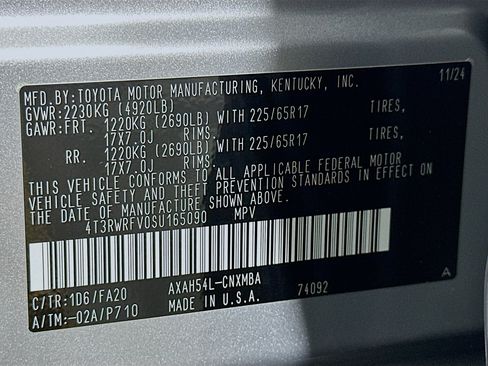 MFD.BY:TOYOTA MOTOR MANUFACTURING, KENTUCKY, INC. 11/24
GVWR:2230KG (4920LB)
GAWR:FRT. 1220KG (2690LB) WITH 225/65R17 TIRES,
17X7.0J RIMS,
RR. 1220KG (2690LB) WITH 225/65R17 TIRES,
17X7.0J RIMS.
THIS VEHICLE CONFORMS TO ALL APPLICABLE FEDERAL MOTOR
VEHICLE SAFETY AND THEFT PREVENTION STANDARDS IN EFFECT ON
THE DATE OF MANUFACTURE SHOWN ABOVE.
4T3RWRFV0SU165090 MPV
C/TR:1D6/FA20 AXAH54L-CNXMBA A
A/TM:-02A/P710 MADE IN U.S.A. 74092